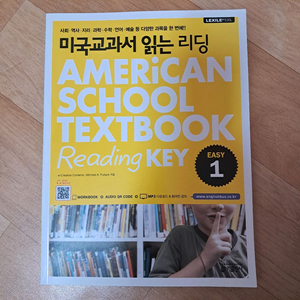 LEXILE
사회·역사·지리·과학·수학·언어·예술 등 다양한 과목을 한 번에!!
미국교과서 읽는 리딩
AMERiCAN
SCHOOL
TEXTBOOK
Reading KEY
EASY
1
WORKBOOK
AUDIO QR CODE
MP3